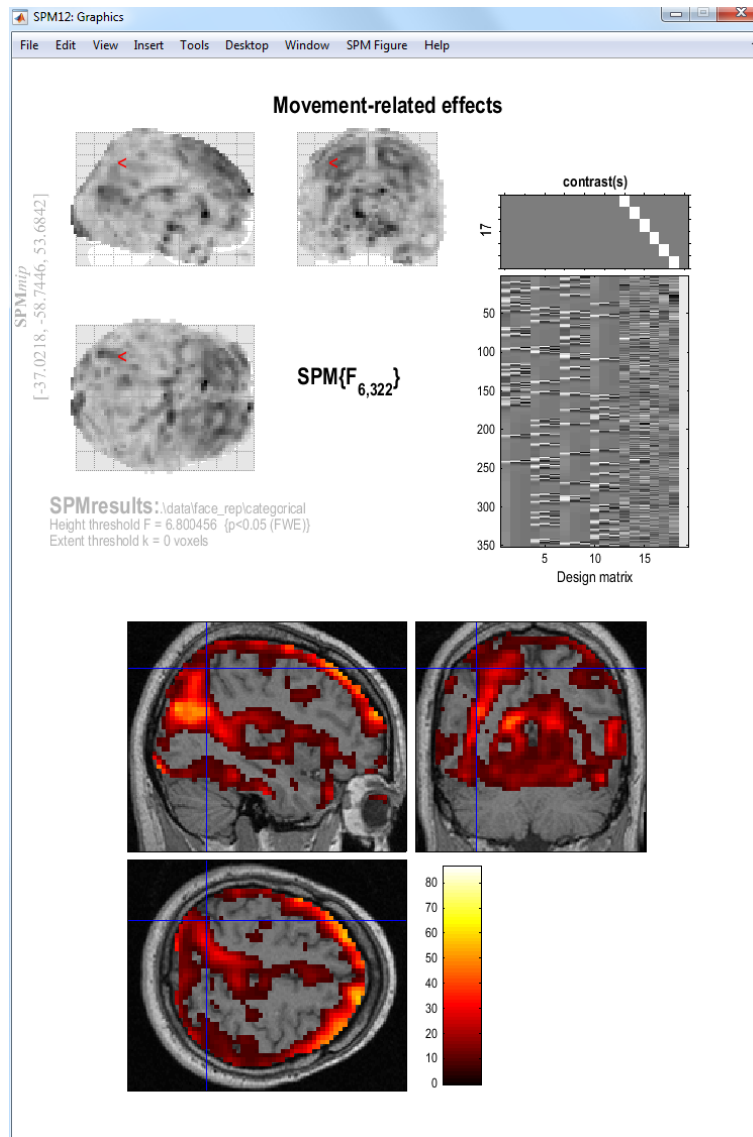 SPM12: Graphics
File Edit View Insert Tools Desktop Window SPM Figure Help
Movement-related effects
SPMmip
[-37.0218, -58.7446, 53.6842]
<
<
<
SPM{F6,322}
contrast(s)
17
50
100
150
200
250
300
350
5 10 15
Design matrix
SPMresults:.\data\face_rep\categorical
Height threshold F = 6.800456 {p<0.05 (FWE)}
Extent threshold k = 0 voxels
80
70
60
50
40
30
20
10
0